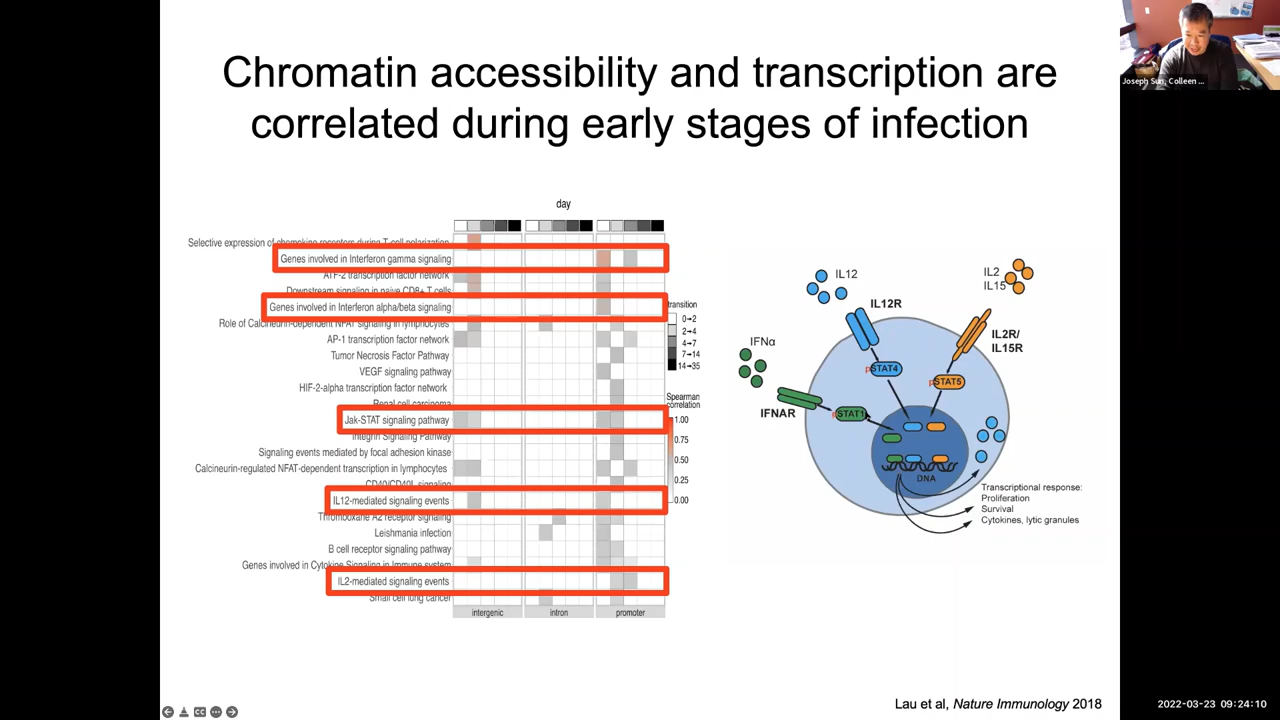 Chromatin accessibility and transcription are
correlated during early stages of infection
day
Selective expression of chemokine receptors during T-cell polarization
Genes involved in Interferon gamma signaling
ATF-2 transcription factor network
Downstream signaling in naive CD8+ T cells
Genes involved in Interferon alpha/beta signaling
Role of Calcineurin-dependent NFAT signaling in lymphocytes
AP-1 transcription factor network
Tumor Necrosis Factor Pathway
VEGF signaling pathway
HIF-2-alpha transcription factor network
Renal cell carcinoma
Jak-STAT signaling pathway
Integrin Signaling Pathway
Signaling events mediated by focal adhesion kinase
Calcineurin-regulated NFAT-dependent transcription in lymphocytes
CD40/CD40L signaling
IL12-mediated signaling events
Thromboxane A2 receptor signaling
Leishmania infection
B cell receptor signaling pathway
Genes involved in Cytokine Signaling in Immune system
IL2-mediated signaling events
Small cell lung cancer
intergenic
intron
promoter
transition
0→2
2→4
4→7
7→14
14→35
Spearman
correlation
1.00
0.75
0.50
0.25
0.00
IL12
IL12R
IL2
IL15
IL2R/
IL15R
IFNα
IFNAR
pSTAT4
pSTAT5
pSTAT1
DNA
Transcriptional response:
Proliferation
Survival
Cytokines, lytic granules
Lau et al, Nature Immunology 2018
Joseph Sun, Colleen ...
2022-03-23 09:24:10
CC